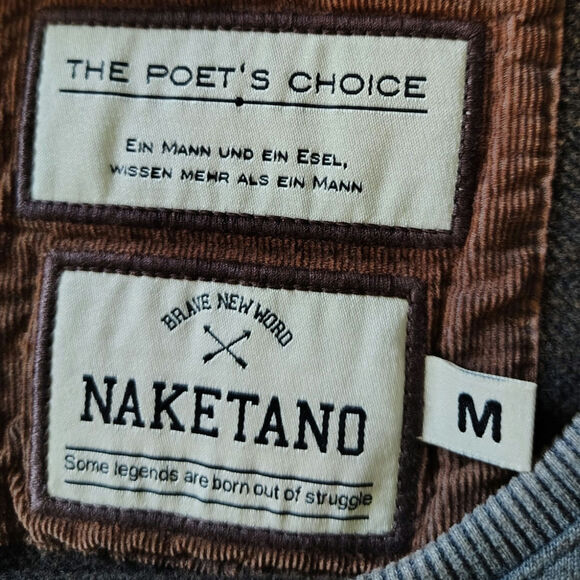 THE POET'S CHOICE
EIN MANN UND EIN ESEL,
WISSEN MEHR ALS EIN MANN
BRAVE NEW WORD
NAKETANO
Some legends are born out of struggle
M